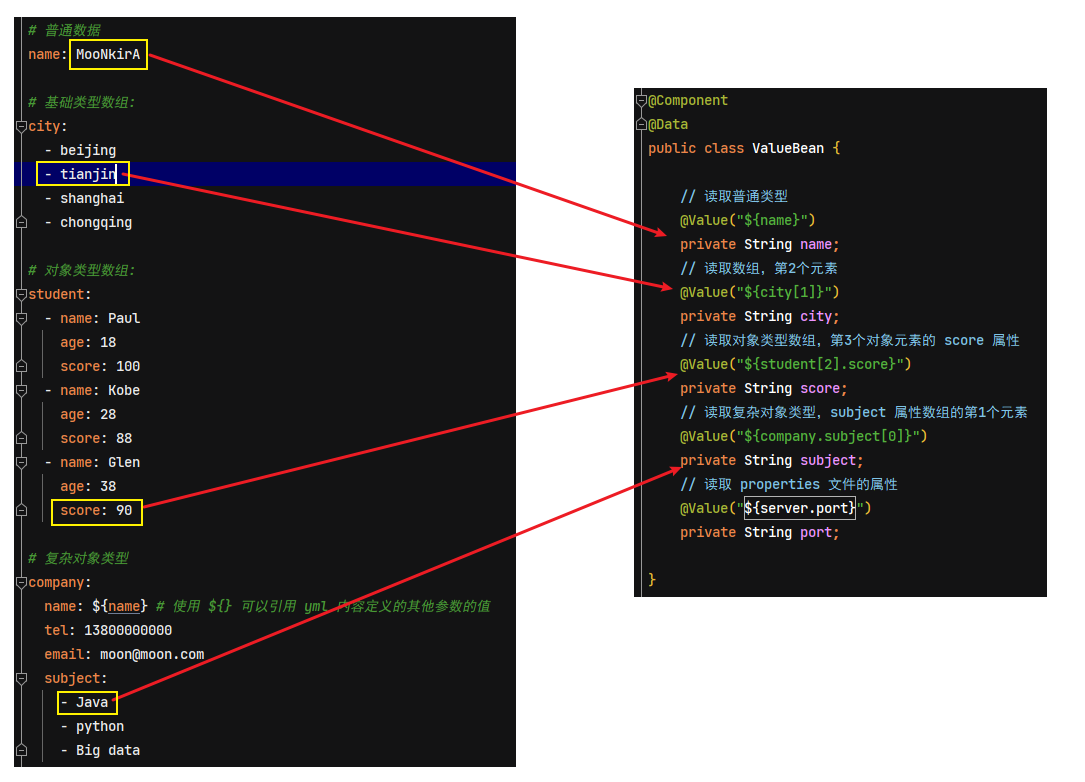 # 普通数据
name: MooNkirA
# 基础类型数组:
city:
- beijing
- tianjin
- shanghai
- chongqing
# 对象类型数组:
student:
- name: Paul
age: 18
score: 100
- name: Kobe
age: 28
score: 88
- name: Glen
age: 38
score: 90
# 复杂对象类型
company:
name: ${name} # 使用 ${} 可以引用 yml 内容定义的其他参数的值
tel: 13800000000
email: moon@moon.com
subject:
- Java
- python
- Big data
@Component
@Data
public class ValueBean {
// 读取普通类型
@Value("${name}")
private String name;
// 读取数组，第2个元素
@Value("${city[1]}")
private String city;
// 读取对象类型数组，第3个对象元素的 score 属性
@Value("${student[2].score}")
private String score;
// 读取复杂对象类型，subject 属性数组的第1个元素
@Value("${company.subject[0]}")
private String subject;
// 读取 properties 文件的属性
@Value("${server.port}")
private String port;
}